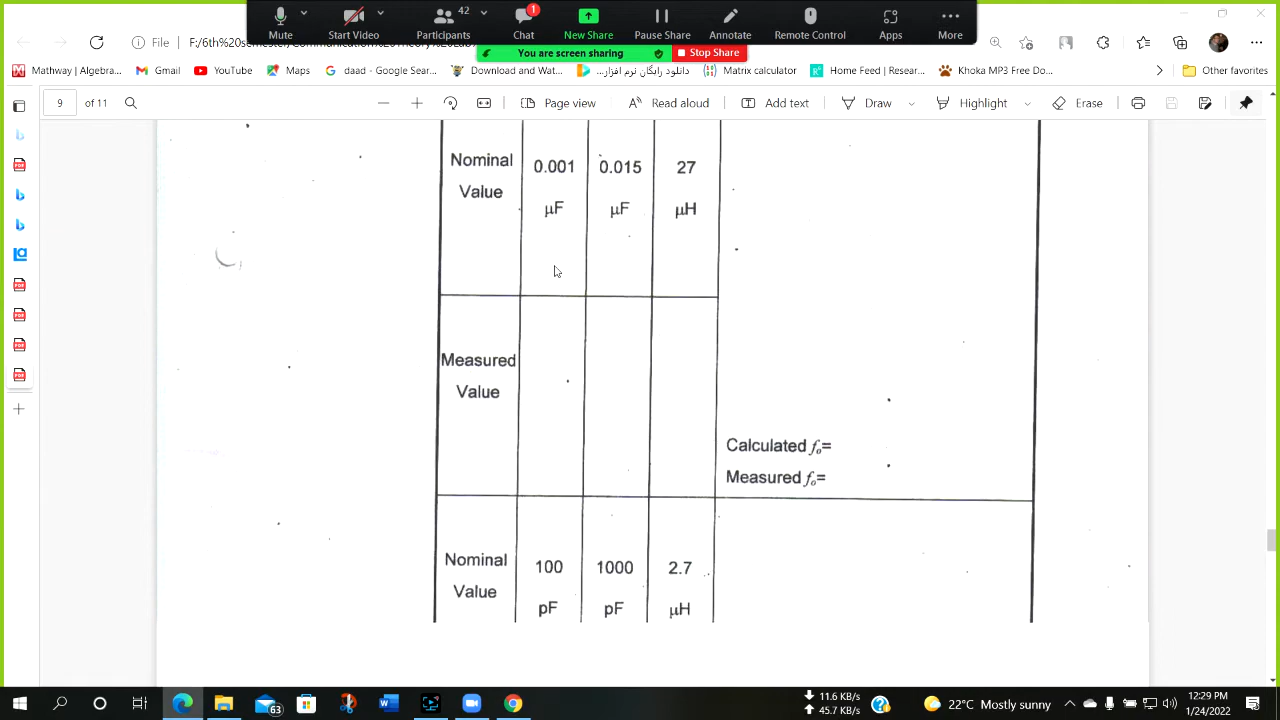 42
1
Mute
Start Video
Participants
Chat
New Share
Pause Share
Annotate
Remote Control
Apps
More
You are screen sharing
Stop Share
File
Mathway | Algebra...
Gmail
YouTube
Maps
daad - Google Sear...
Download and Wat...
دانلود رایگان نرم افزار...
Matrix calculator
Home Feed | Resear...
Khoka MP3 Free Do...
Other favorites
9 of 11
Page view
Read aloud
Add text
Draw
Highlight
Erase
Nominal Value
0.001 μF
0.015 μF
27 μH
Measured Value
Calculated fₒ=
Measured fₒ=
Nominal Value
100 pF
1000 pF
2.7 μH
63
11.6 KB/s
45.7 KB/s
22°C Mostly sunny
12:29 PM
1/24/2022